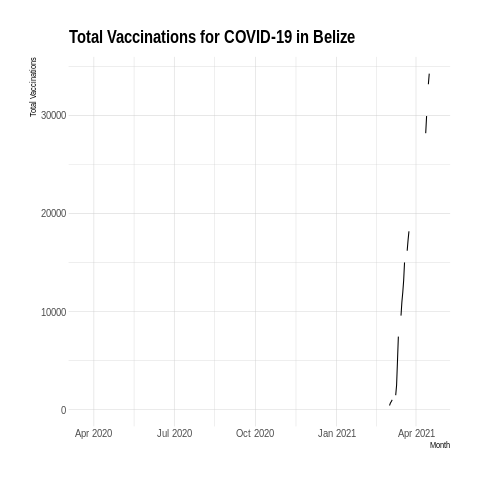 Total Vaccinations for COVID-19 in Belize
Total Vaccinations
30000
20000
10000
0
Apr 2020 Jul 2020 Oct 2020 Jan 2021 Apr 2021
Month